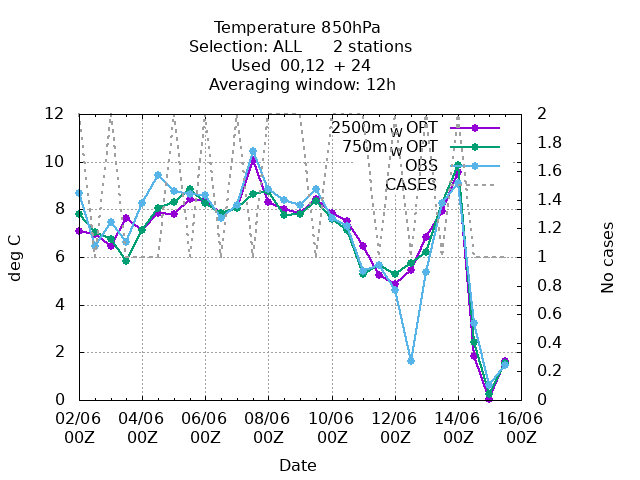 Temperature 850hPa
Selection: ALL 2 stations
Used 00,12 + 24
Averaging window: 12h
2500m_W OPT
750m_W OPT
OBS
CASES
deg C
12
10
8
6
4
2
0
No cases
2
1.8
1.6
1.4
1.2
1
0.8
0.6
0.4
0.2
0
02/06 04/06 06/06 08/06 10/06 12/06 14/06 16/06
00Z 00Z 00Z 00Z 00Z 00Z 00Z 00Z
Date